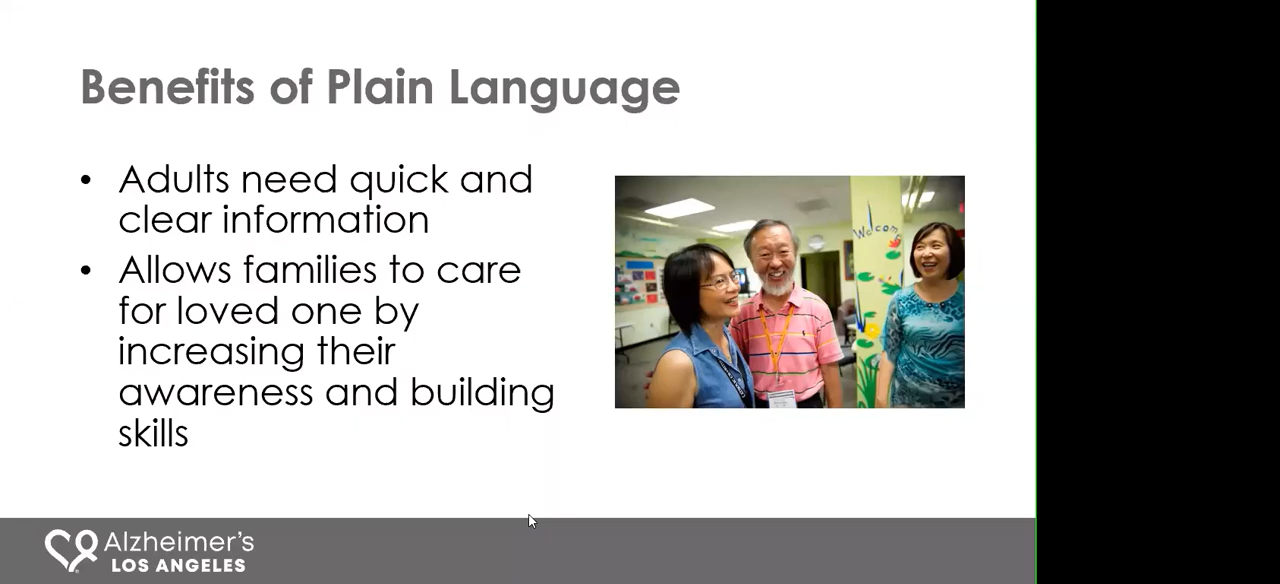 Benefits of Plain Language
• Adults need quick and
clear information
• Allows families to care
for loved one by
increasing their
awareness and building
skills
Welcome
Alzheimer's
LOS ANGELES